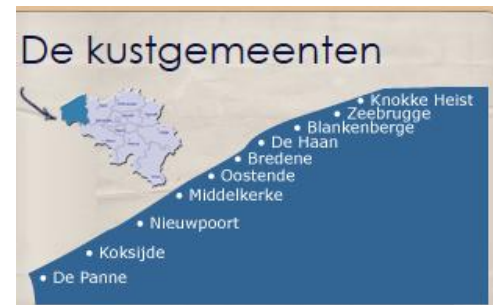 De kustgemeenten
Knokke Heist
Zeebrugge
Blankenberge
De Haan
Bredene
Oostende
Middelkerke
Nieuwpoort
Koksijde
De Panne